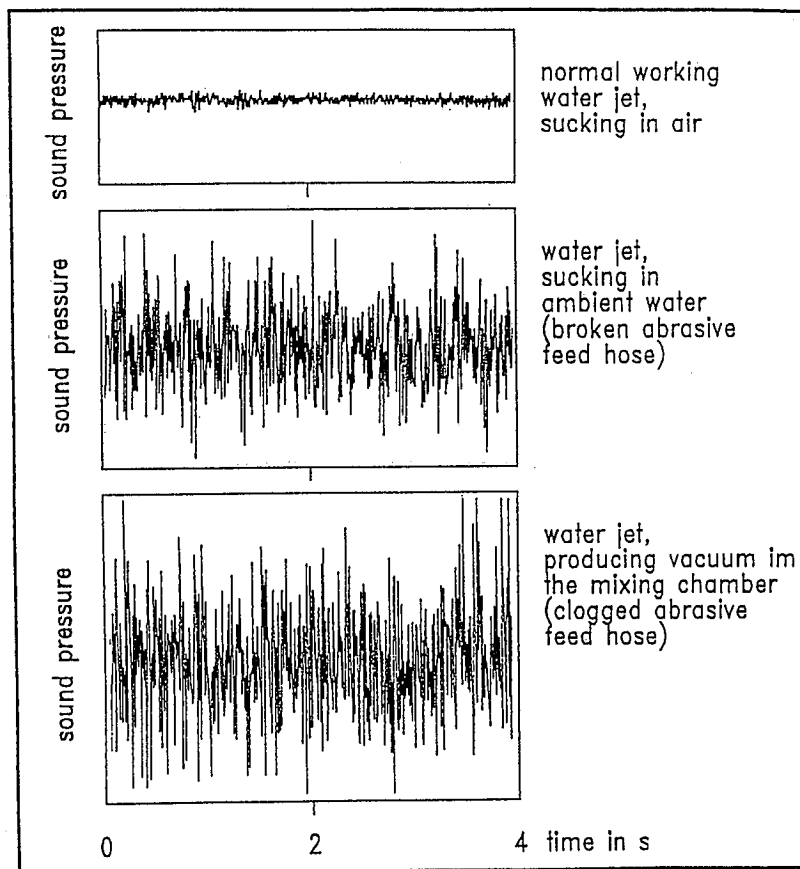 sound pressure
normal working
water jet,
sucking in air
sound pressure
water jet,
sucking in
ambient water
(broken abrasive
feed hose)
sound pressure
water jet,
producing vacuum im
the mixing chamber
(clogged abrasive
feed hose)
0 2 4 time in s